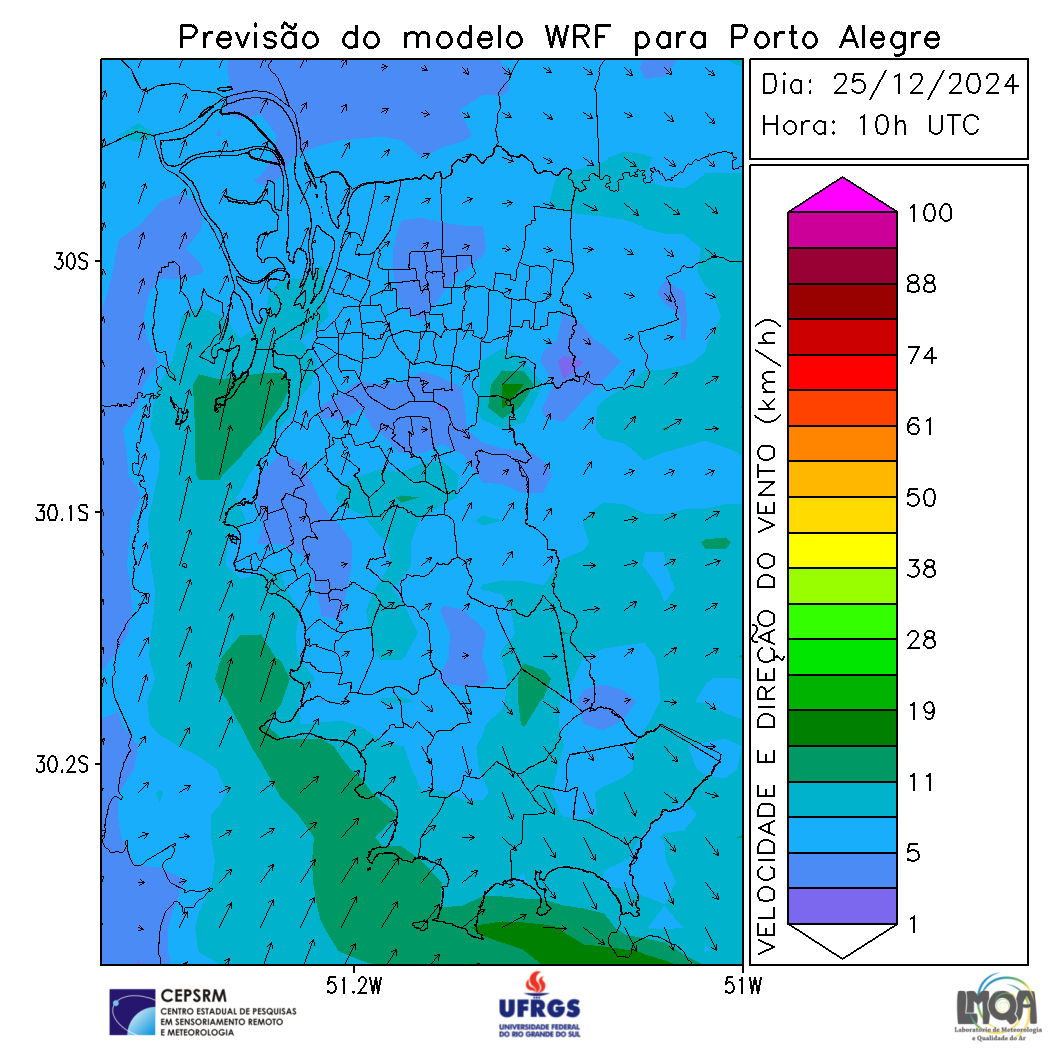 Previsão do modelo WRF para Porto Alegre
Dia: 25/12/2024
Hora: 10h UTC
30S
30.1S
30.2S
51.2W
51W
VELOCIDADE E DIREÇÃO DO VENTO (km/h)
100
88
74
61
50
38
28
19
11
5
1
CEPSRM
CENTRO ESTADUAL DE PESQUISAS
EM SENSORIAMENTO REMOTO
E METEOROLOGIA
UFRGS
UNIVERSIDADE FEDERAL
DO RIO GRANDE DO SUL
LMQA
Laboratório de Meteorologia
e Qualidade do Ar